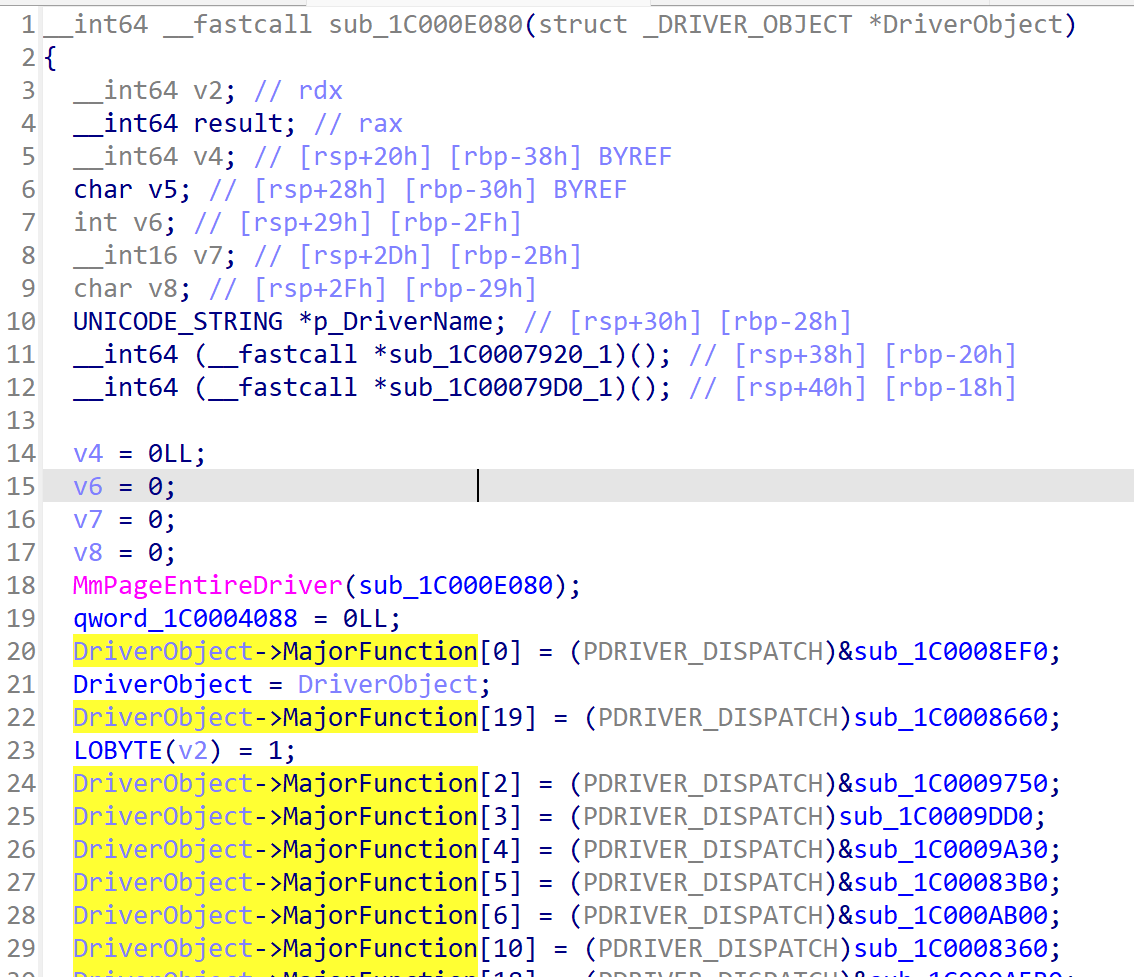 1 __int64 __fastcall sub_1C000E080(struct _DRIVER_OBJECT *DriverObject)
2 {
3 __int64 v2; // rdx
4 __int64 result; // rax
5 __int64 v4; // [rsp+20h] [rbp-38h] BYREF
6 char v5; // [rsp+28h] [rbp-30h] BYREF
7 int v6; // [rsp+29h] [rbp-2Fh]
8 __int16 v7; // [rsp+2Dh] [rbp-2Bh]
9 char v8; // [rsp+2Fh] [rbp-29h]
10 UNICODE_STRING *p_DriverName; // [rsp+30h] [rbp-28h]
11 __int64 (__fastcall *sub_1C0007920_1)(); // [rsp+38h] [rbp-20h]
12 __int64 (__fastcall *sub_1C00079D0_1)(); // [rsp+40h] [rbp-18h]
13
14 v4 = 0LL;
15 v6 = 0;
16 v7 = 0;
17 v8 = 0;
18 MmPageEntireDriver(sub_1C000E080);
19 qword_1C0004088 = 0LL;
20 DriverObject->MajorFunction[0] = (PDRIVER_DISPATCH)&sub_1C0008EF0;
21 DriverObject = DriverObject;
22 DriverObject->MajorFunction[19] = (PDRIVER_DISPATCH)sub_1C0008660;
23 LOBYTE(v2) = 1;
24 DriverObject->MajorFunction[2] = (PDRIVER_DISPATCH)&sub_1C0009750;
25 DriverObject->MajorFunction[3] = (PDRIVER_DISPATCH)sub_1C0009DD0;
26 DriverObject->MajorFunction[4] = (PDRIVER_DISPATCH)&sub_1C0009A30;
27 DriverObject->MajorFunction[5] = (PDRIVER_DISPATCH)&sub_1C00083B0;
28 DriverObject->MajorFunction[6] = (PDRIVER_DISPATCH)&sub_1C000AB00;
29 DriverObject->MajorFunction[10] = (PDRIVER_DISPATCH)sub_1C0008360;